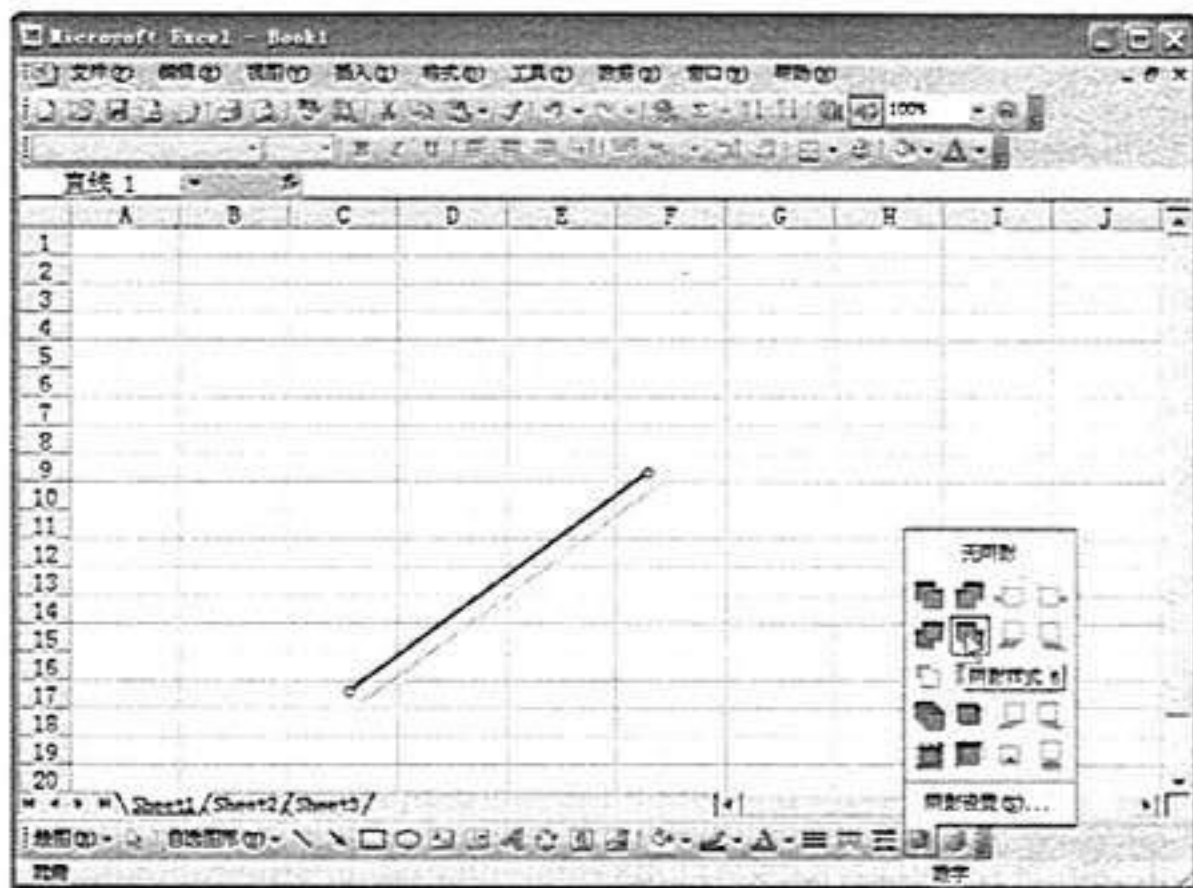 Microsoft Excel - Book1
文件(F) 编辑(E) 视图(V) 插入(I) 格式(O) 工具(T) 数据(D) 窗口(W) 帮助(H)
100%
B I U
A
直线 1
A B C D E F G H I J
1
2
3
4
5
6
7
8
9
10
11
12
13
14
15
16
17
18
19
20
无阴影
阴影样式 6
阴影设置(S)...
Sheet1 Sheet2 Sheet3
绘图(R) 自选图形(U)
A
就绪
数字